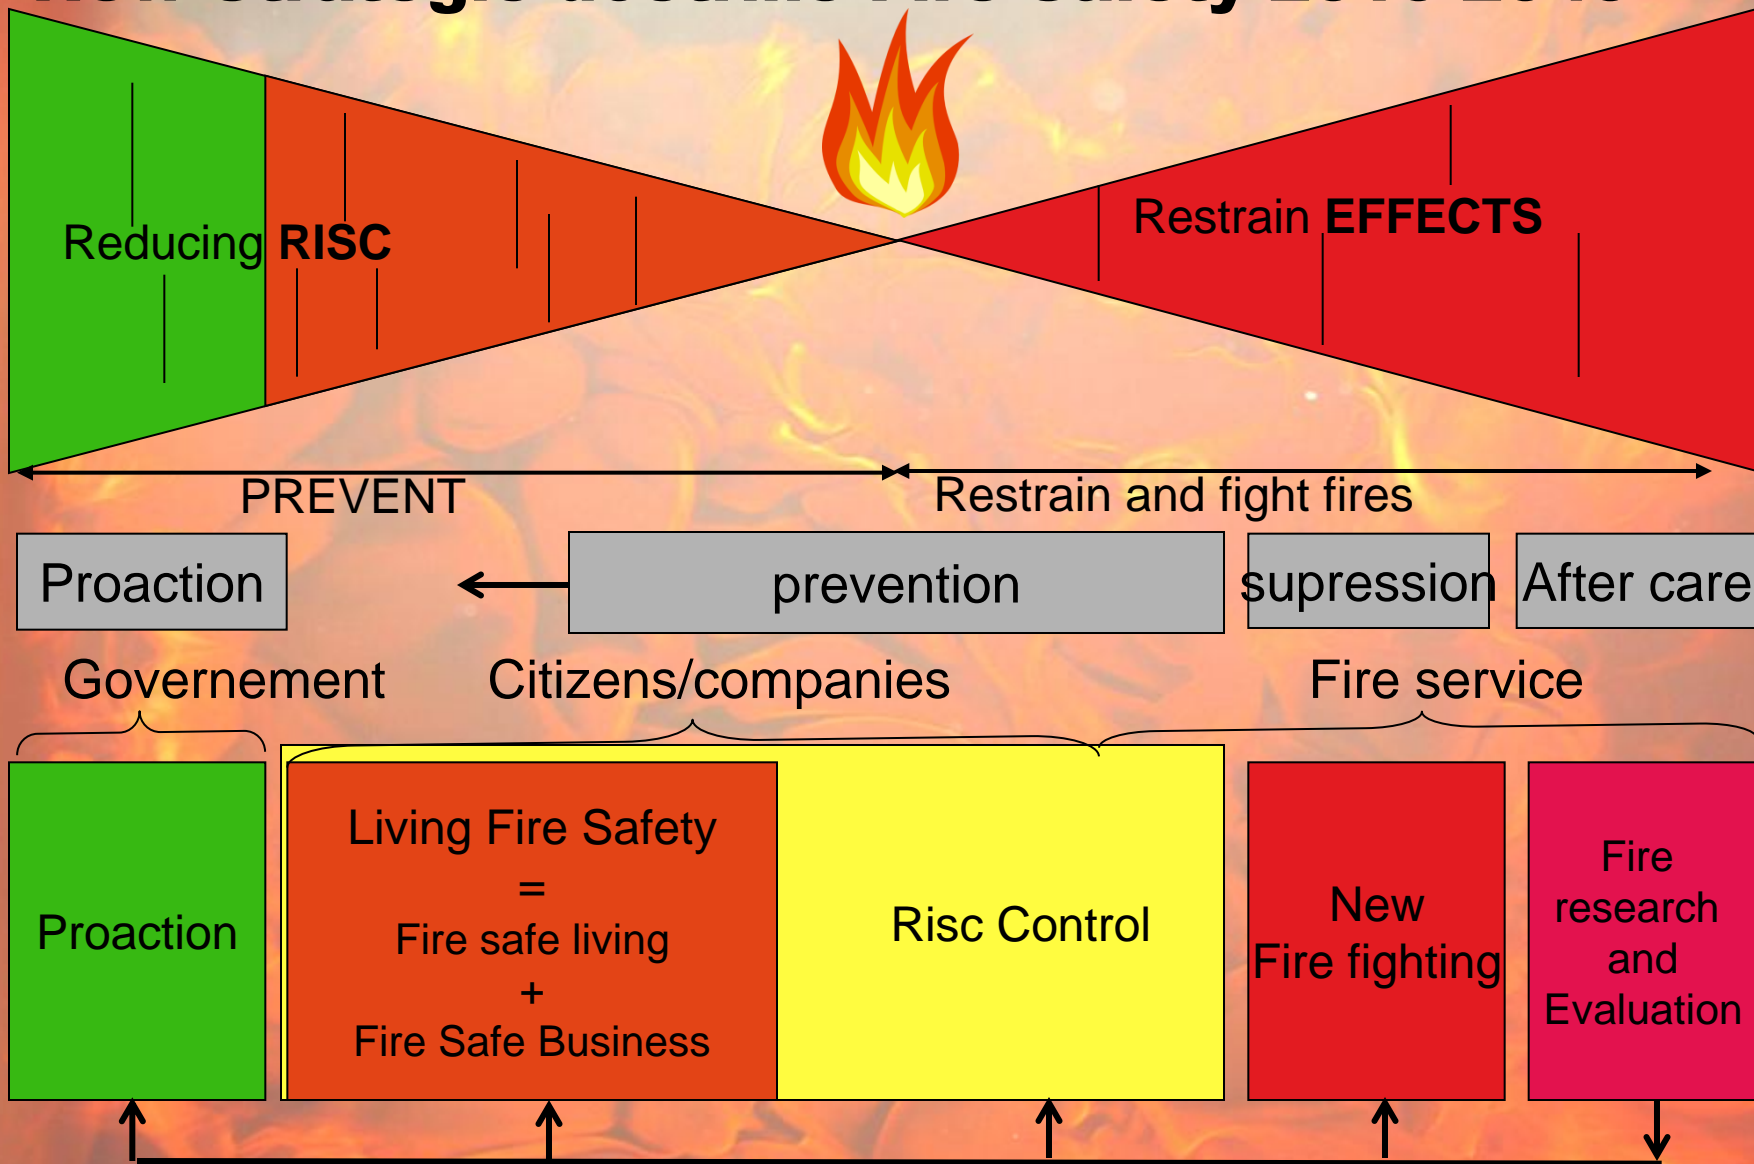 Reducing RISC
Restrain EFFECTS
PREVENT
Restrain and fight fires
Proaction
prevention
supression
After care
Governement
Citizens/companies
Fire service
Proaction
Living Fire Safety
=
Fire safe living
+
Fire Safe Business
Risc Control
New
Fire fighting
Fire
research
and
Evaluation